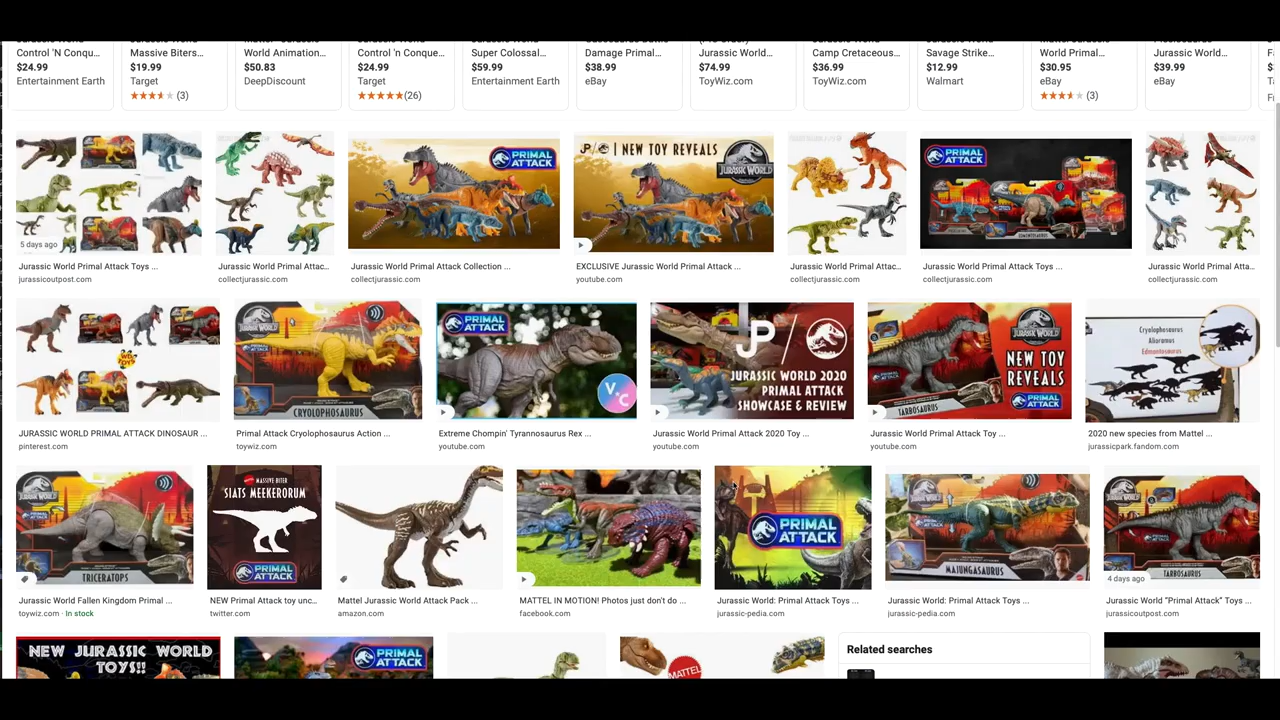 Control 'N Conqu...
$24.99
Entertainment Earth
Massive Biters...
$19.99
Target
(3)
World Animation...
$50.83
DeepDiscount
Control 'n Conque...
$24.99
Target
(26)
Super Colossal...
$59.99
Entertainment Earth
Damage Primal...
$38.99
eBay
Jurassic World...
$74.99
ToyWiz.com
Camp Cretaceous...
$36.99
ToyWiz.com
Savage Strike...
$12.99
Walmart
World Primal...
$30.95
eBay
(3)
Jurassic World...
$39.99
eBay
5 days ago
Jurassic World Primal Attack Toys ...
jurassicoutpost.com
Jurassic World Primal Attac...
collectjurassic.com
PRIMAL
ATTACK
Jurassic World Primal Attack Collection ...
collectjurassic.com
NEW TOY REVEALS
JURASSIC WORLD
EXCLUSIVE Jurassic World Primal Attack ...
youtube.com
Jurassic World Primal Attac...
collectjurassic.com
PRIMAL
ATTACK
Jurassic World Primal Attack Toys ...
collectjurassic.com
Jurassic World Primal Atta...
collectjurassic.com
JURASSIC WORLD PRIMAL ATTACK DINOSAUR ...
pinterest.com
JURASSIC WORLD
CRYOLOPHOSAURUS
Primal Attack Cryolophosaurus Action ...
toywiz.com
PRIMAL
ATTACK
V
C
Extreme Chompin' Tyrannosaurus Rex ...
youtube.com
JP
JURASSIC WORLD 2020
PRIMAL ATTACK
SHOWCASE & REVIEW
Jurassic World Primal Attack 2020 Toy ...
youtube.com
JURASSIC WORLD
NEW TOY
REVEALS
PRIMAL
ATTACK
TARBOSAURUS
Jurassic World Primal Attack Toy ...
youtube.com
Cryolophosaurus
Alioramus
Edmontosaurus
2020 new species from Mattel ...
jurassicpark.fandom.com
JURASSIC WORLD
TRICERATOPS
Jurassic World Fallen Kingdom Primal ...
toywiz.com · In stock
MASSIVE BITER
SIATS MEEKERORUM
PRIMAL
ATTACK
NEW Primal Attack toy unc...
twitter.com
Mattel Jurassic World Attack Pack ...
amazon.com
MATTEL IN MOTION! Photos just don't do ...
facebook.com
PRIMAL
ATTACK
Jurassic World: Primal Attack Toys ...
jurassic-pedia.com
JURASSIC WORLD
MAJUNGASAURUS
Jurassic World: Primal Attack Toys ...
jurassic-pedia.com
JURASSIC WORLD
TARBOSAURUS
4 days ago
Jurassic World "Primal Attack" Toys ...
jurassicoutpost.com
NEW JURASSIC WORLD
TOYS!!
PRIMAL
ATTACK
MATTEL
Related searches